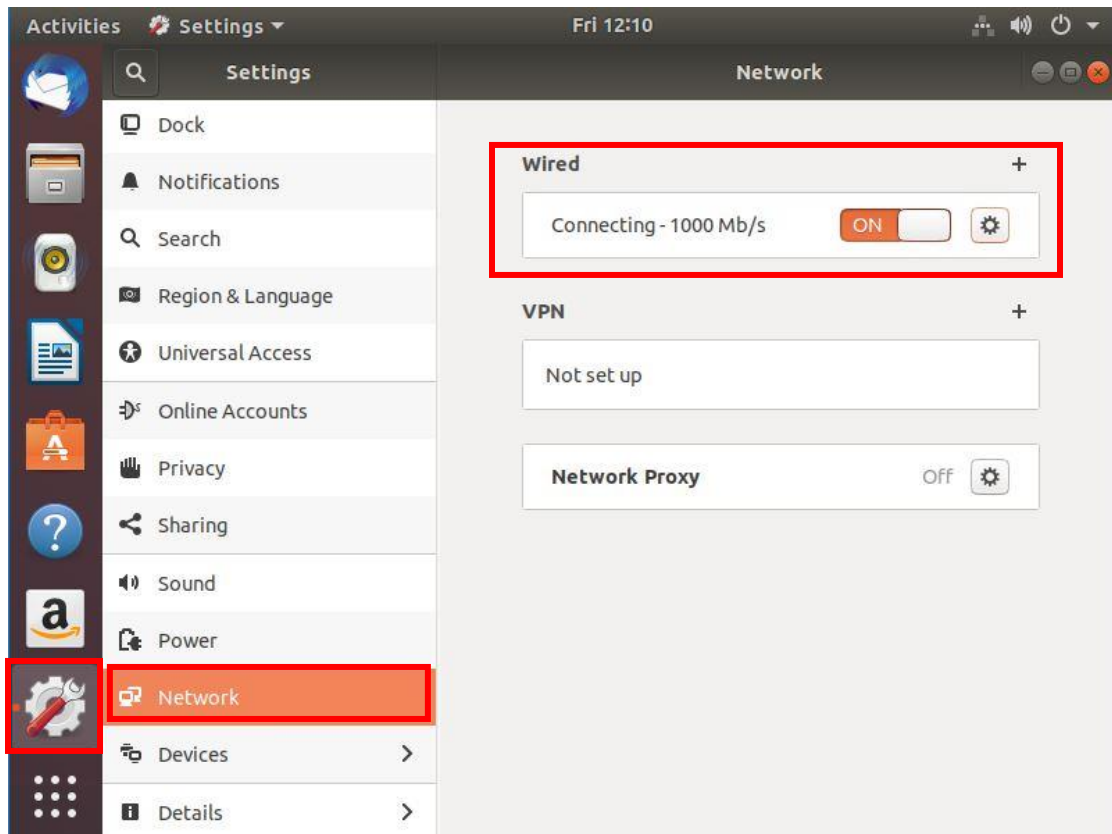 Activities Settings Fri 12:10
Settings Network
Dock
Notifications
Search
Region & Language
Universal Access
Online Accounts
Privacy
Sharing
Sound
Power
Network
Devices
Details
Wired +
Connecting - 1000 Mb/s ON
VPN +
Not set up
Network Proxy Off